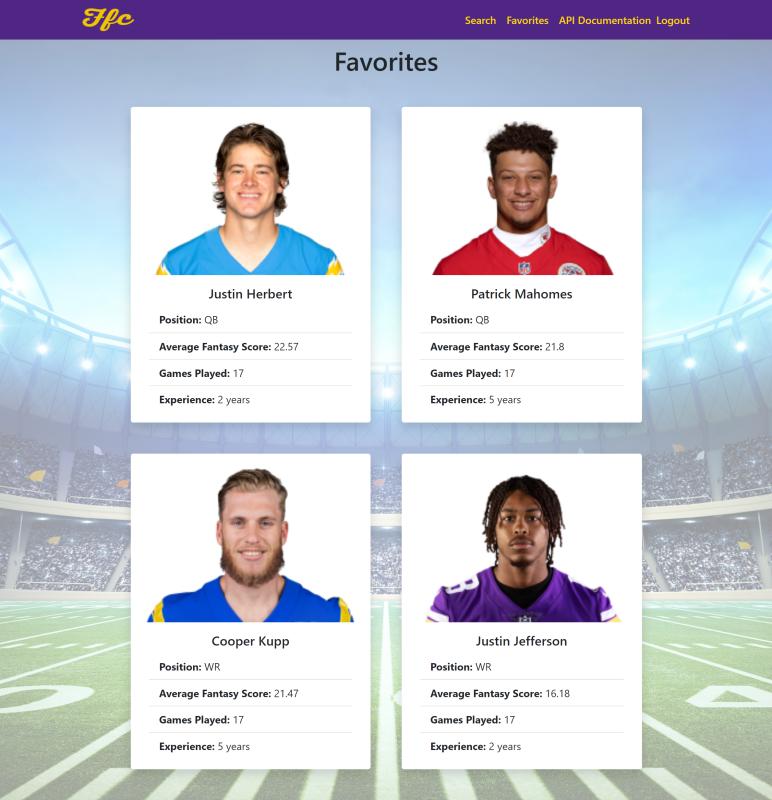 Ffc
Search Favorites API Documentation Logout
Favorites
Justin Herbert
Position: QB
Average Fantasy Score: 22.57
Games Played: 17
Experience: 2 years
Patrick Mahomes
Position: QB
Average Fantasy Score: 21.8
Games Played: 17
Experience: 5 years
Cooper Kupp
Position: WR
Average Fantasy Score: 21.47
Games Played: 17
Experience: 5 years
Justin Jefferson
Position: WR
Average Fantasy Score: 16.18
Games Played: 17
Experience: 2 years